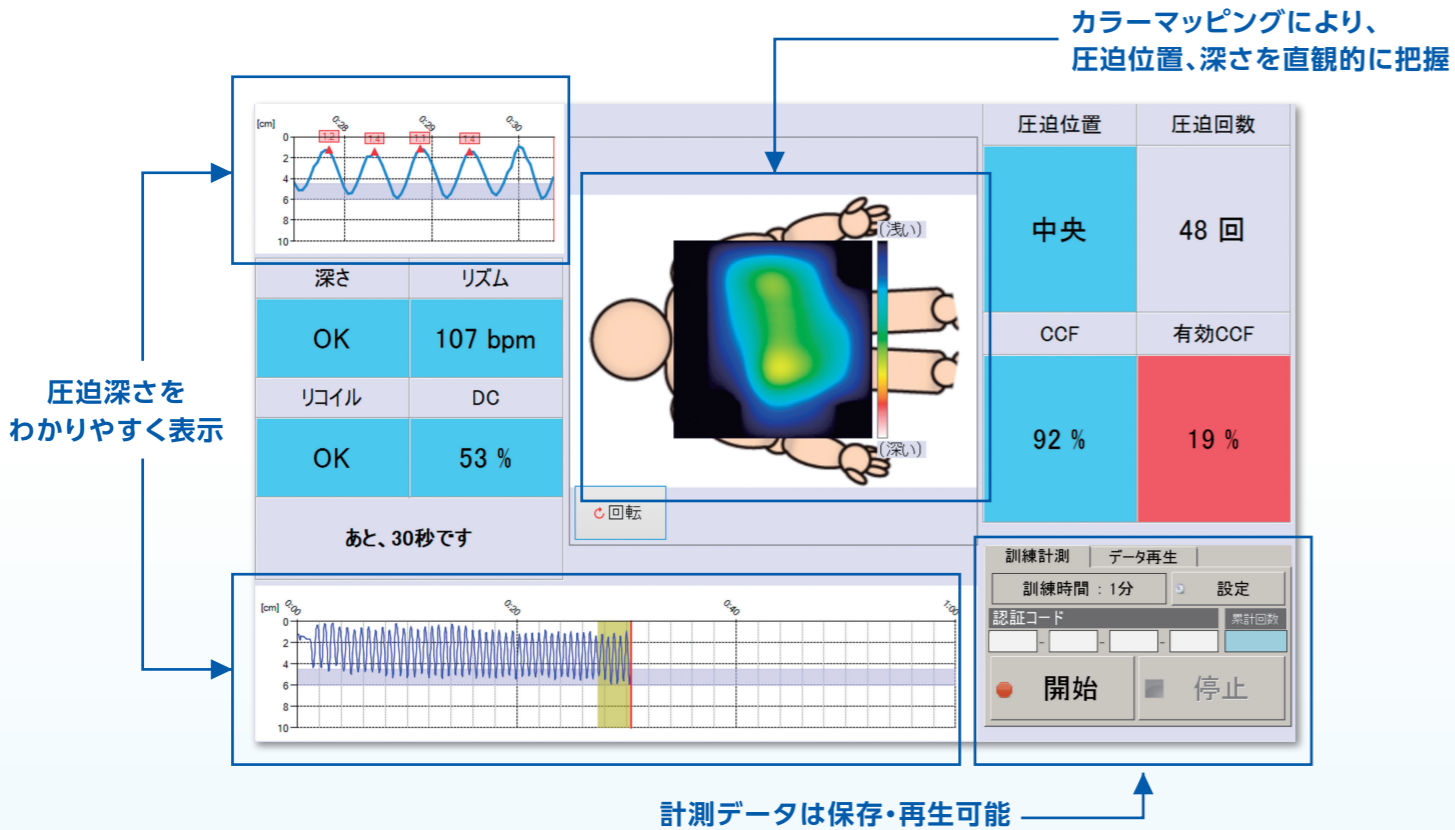 カラーマッピングにより、
圧迫位置、深さを直観的に把握
[cm]
0:28
0:29
0:30
0
2
4
6
8
10
1.2
1.4
1.1
1.4
深さ
リズム
OK
107 bpm
リコイル
DC
OK
53 %
あと、30秒です
圧迫深さを
わかりやすく表示
(浅い)
(深い)
回転
圧迫位置
圧迫回数
中央
48 回
CCF
有効CCF
92 %
19 %
[cm]
0:00
0:20
0:40
1:00
0
2
4
6
8
10
訓練計測
データ再生
訓練時間 : 1分
設定
認証コード
累計回数
- - -
開始
停止
計測データは保存・再生可能